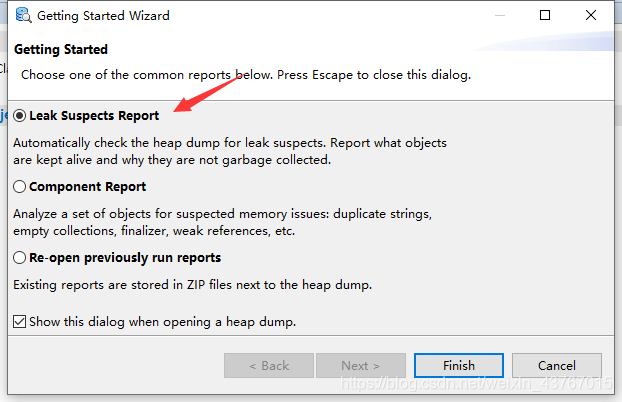 Getting Started Wizard
Getting Started
Choose one of the common reports below. Press Escape to close this dialog.
Leak Suspects Report
Automatically check the heap dump for leak suspects. Report what objects
are kept alive and why they are not garbage collected.
Component Report
Analyze a set of objects for suspected memory issues: duplicate strings,
empty collections, finalizer, weak references, etc.
Re-open previously run reports
Existing reports are stored in ZIP files next to the heap dump.
Show this dialog when opening a heap dump.
< Back
Next >
Finish
Cancel
https://blog.csdn.net/weixin_43767015